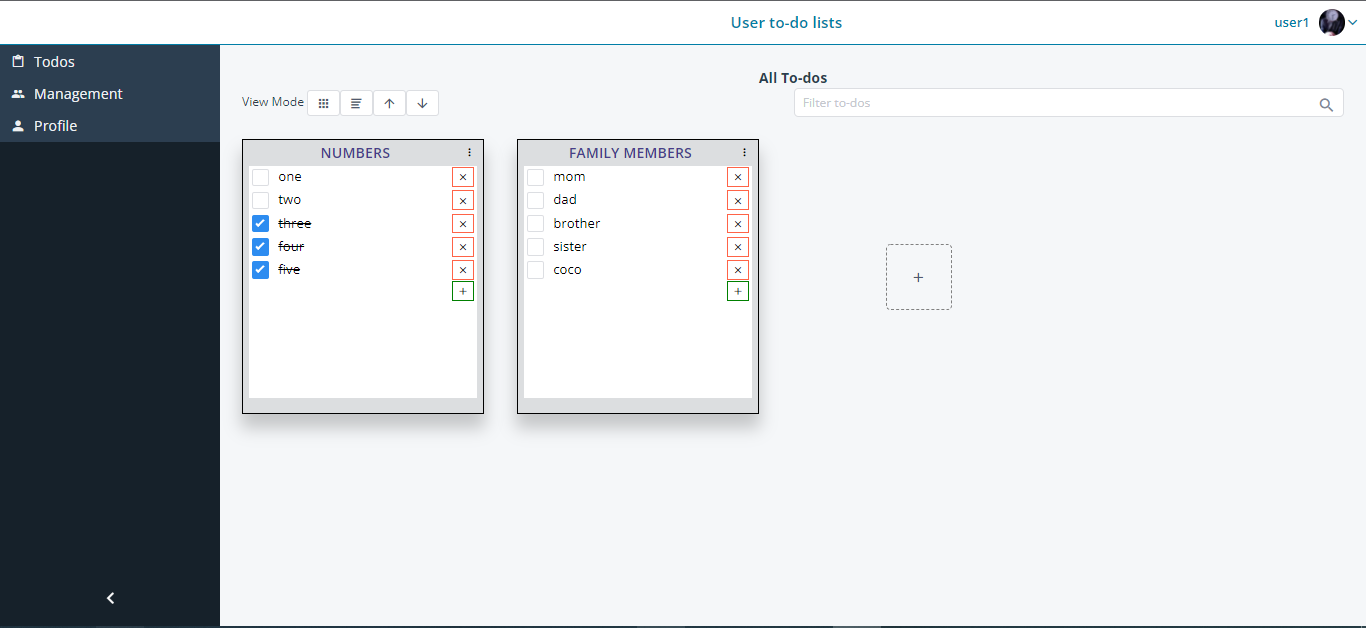 User to-do lists
user1
Todos
Management
Profile
All To-dos
View Mode
Filter to-dos
NUMBERS
one
two
three
four
five
FAMILY MEMBERS
mom
dad
brother
sister
coco